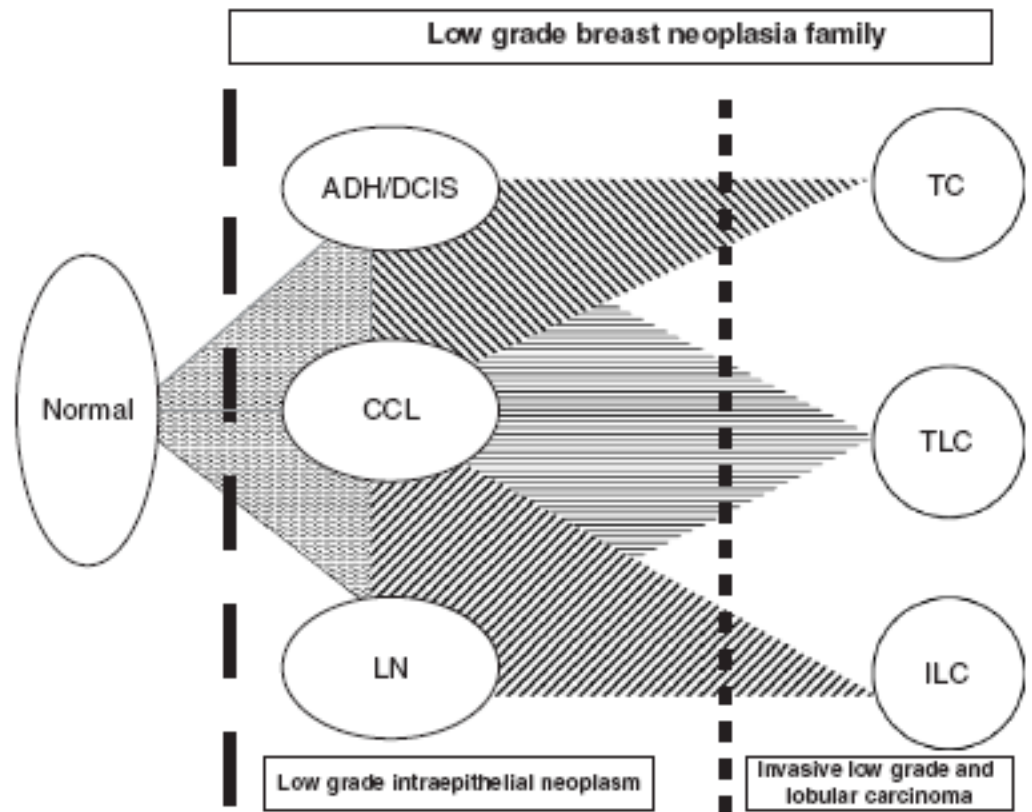 Low grade breast neoplasia family
ADH/DCIS
TC
Normal
CCL
TLC
LN
ILC
Low grade intraepithelial neoplasm
Invasive low grade and
lobular carcinoma